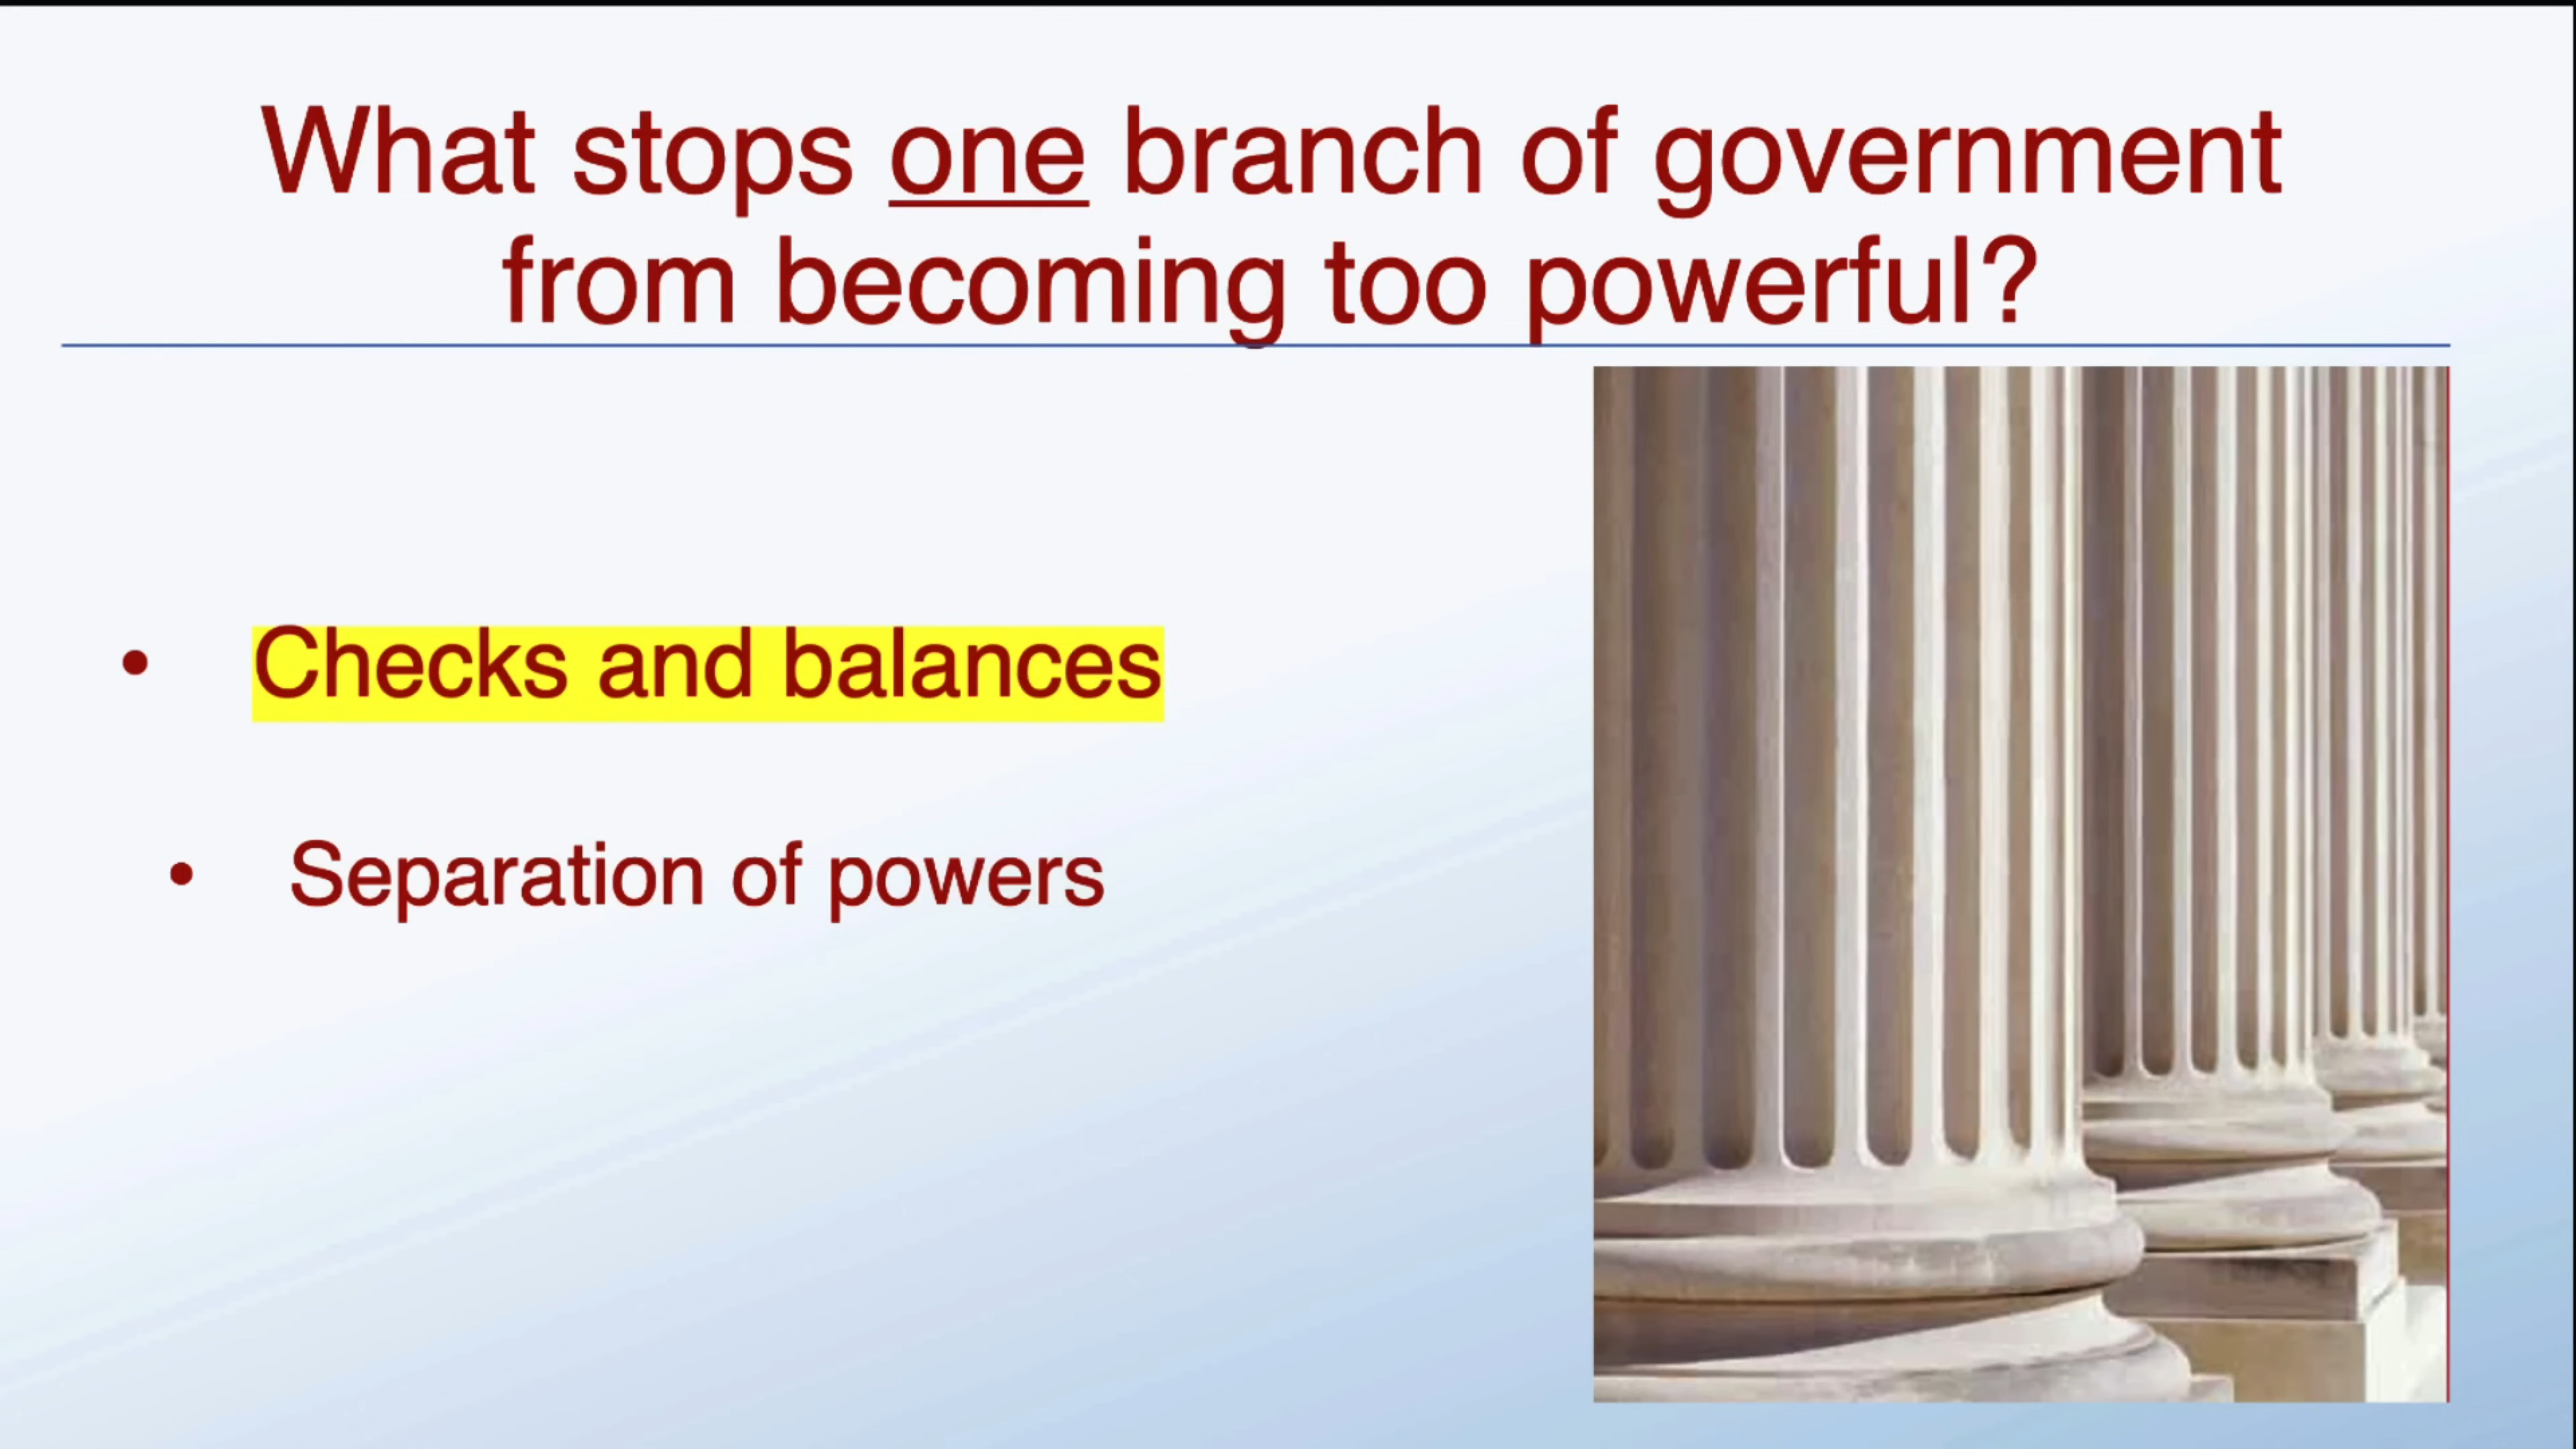 What stops one branch of government
from becoming too powerful?
• Checks and balances
• Separation of powers